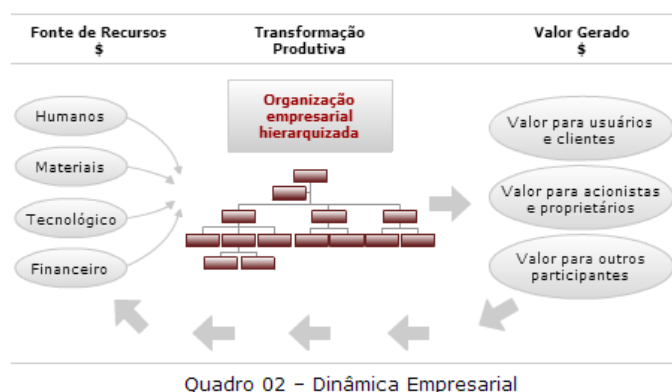 Fonte de Recursos
$
Transformação
Produtiva
Valor Gerado
$
Organização
empresarial
hierarquizada
Humanos
Materiais
Tecnológico
Financeiro
Valor para usuários
e clientes
Valor para acionistas
e proprietários
Valor para outros
participantes
Quadro 02 – Dinâmica Empresarial